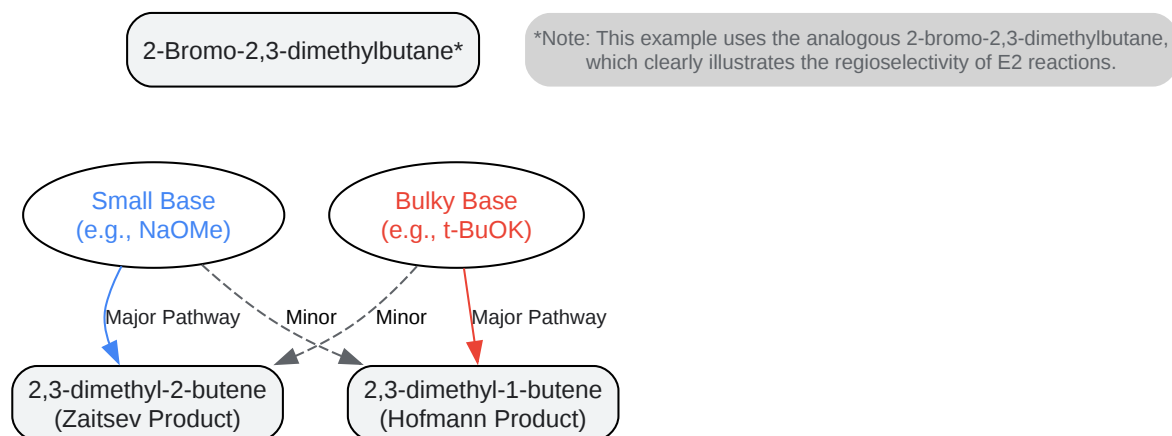 2-Bromo-2,3-dimethylbutane*
*Note: This example uses the analogous 2-bromo-2,3-dimethylbutane,
which clearly illustrates the regioselectivity of E2 reactions.
Small Base
(e.g., NaOMe)
Bulky Base
(e.g., t-BuOK)
Major Pathway
Minor
Minor
Major Pathway
2,3-dimethyl-2-butene
(Zaitsev Product)
2,3-dimethyl-1-butene
(Hofmann Product)